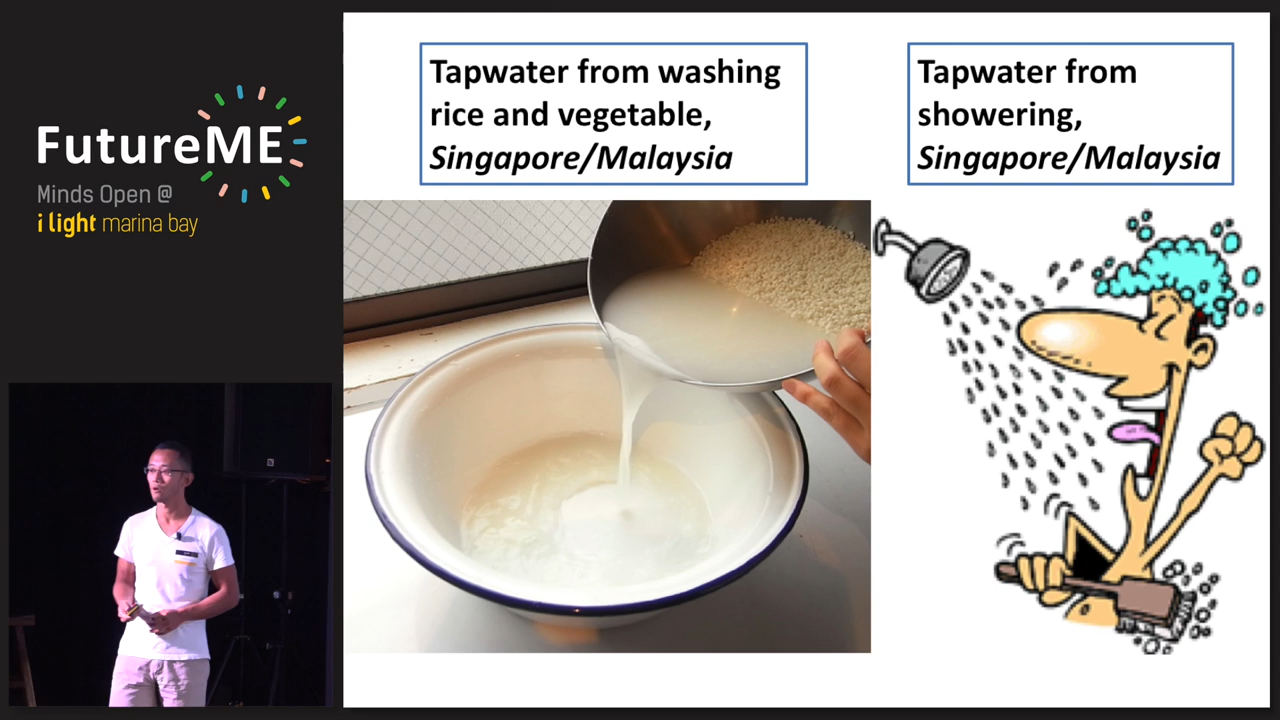 FutureME
Minds Open @
i light marina bay
Tapwater from washing
rice and vegetable,
Singapore/Malaysia
Tapwater from
showering,
Singapore/Malaysia